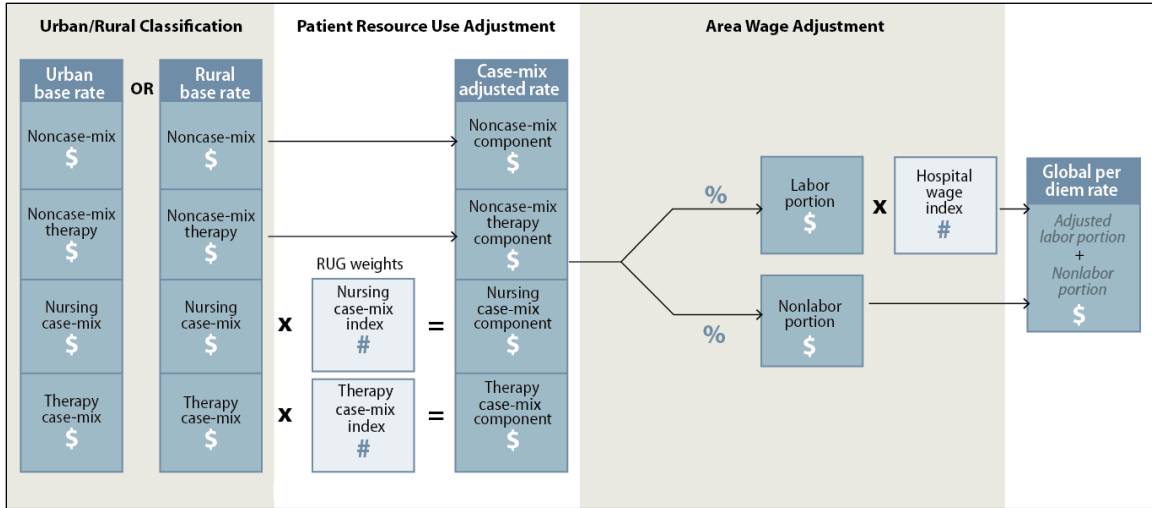 Urban/Rural Classification
Patient Resource Use Adjustment
Area Wage Adjustment
Urban
base rate
OR
Rural
base rate
Case-mix
adjusted rate
Noncase-mix
$
Noncase-mix
$
Noncase-mix
component
$
Noncase-mix
therapy
$
Noncase-mix
therapy
$
Noncase-mix
therapy
component
$
RUG weights
Nursing
case-mix
$
Nursing
case-mix
$
x
Nursing
case-mix
index
#
=
Nursing
case-mix
component
$
Therapy
case-mix
$
Therapy
case-mix
$
x
Therapy
case-mix
index
#
=
Therapy
case-mix
component
$
%
Labor
portion
$
x
Hospital
wage
index
#
%
Nonlabor
portion
$
Global per
diem rate
Adjusted
labor portion
+
Nonlabor
portion
$